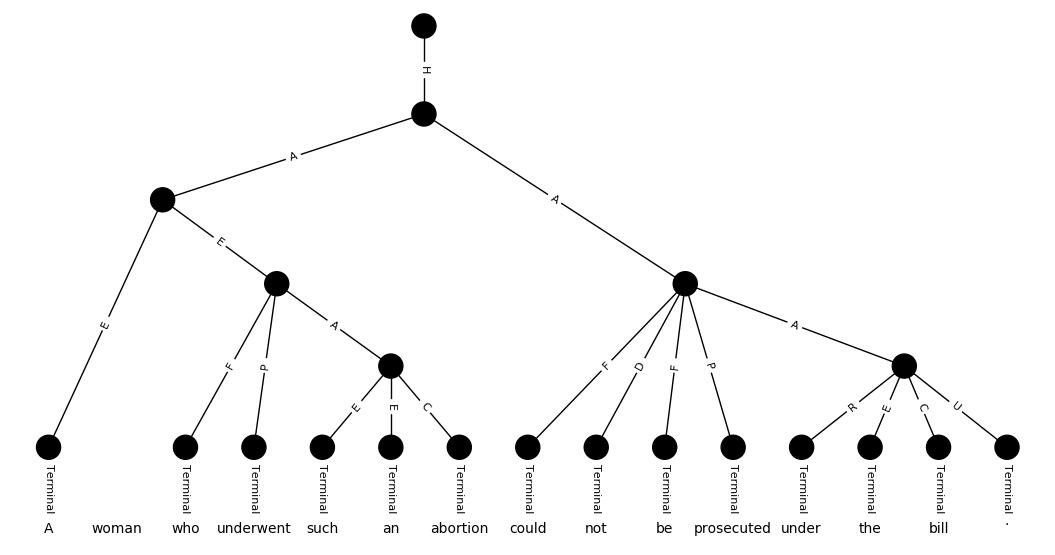 H
A
A
E
E
A
A
F
P
F
D
F
P
E
E
C
R
E
C
U
Terminal Terminal Terminal Terminal Terminal Terminal Terminal Terminal Terminal Terminal Terminal Terminal Terminal Terminal
A woman who underwent such an abortion could not be prosecuted under the bill .